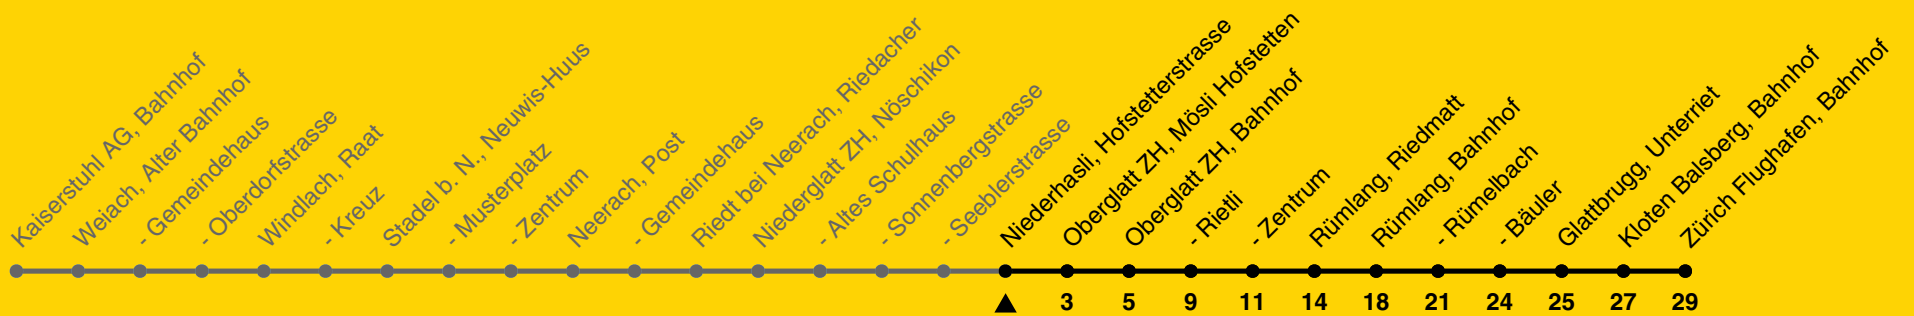 Kaiserstuhl AG, Bahnhof
Weiach, Alter Bahnhof
- Gemeindehaus
- Oberdorfstrasse
Windlach, Raat
- Kreuz
Stadel b. N., Neuwis-Huus
- Musterplatz
- Zentrum
Neerach, Post
- Gemeindehaus
Riedt bei Neerach, Riedacher
Niederglatt ZH, Nöschikon
- Altes Schulhaus
- Sonnenbergstrasse
- Seeblerstrasse
Niederhasli, Hofstetterstrasse
Oberglatt ZH, Mösli Hofstetten
Oberglatt ZH, Bahnhof
- Rietli
- Zentrum
Rümlang, Riedmatt
Rümlang, Bahnhof
- Rümelbach
- Bäuler
Glattbrugg, Unterriet
Kloten Balsberg, Bahnhof
Zürich Flughafen, Bahnhof
3 5 9 11 14 18 21 24 25 27 29